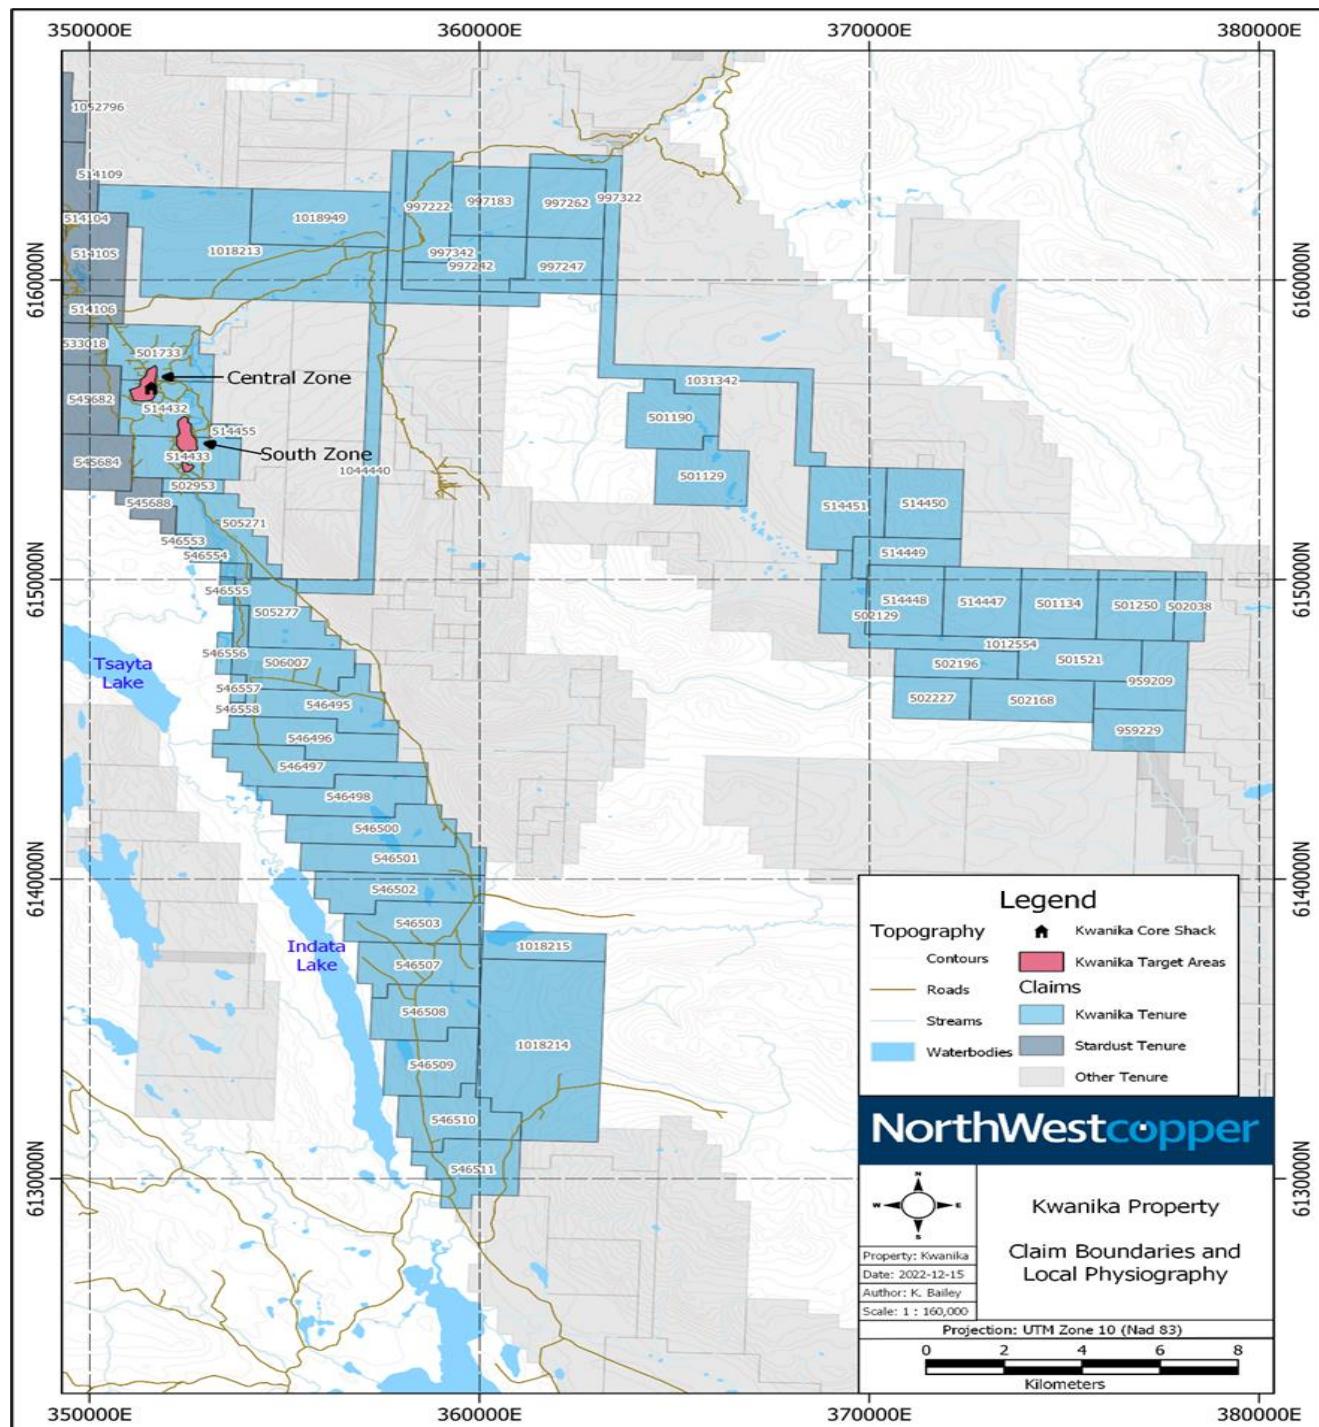 350000E
360000E
370000E
380000E
1052796
514109
514104
514105
514106
533018
545682
545684
545688
1018949
1018213
997222
997183
997262
997322
997342
997242
997247
6160000N
6160000N
501733
Central Zone
514432
514455
South Zone
514433
502953
1044440
505271
546553
546554
1031342
501190
501129
514451
514450
514449
6150000N
6150000N
546555
505277
514448
514447
501134
501250
502038
502129
1012554
546556
506007
502196
501521
959209
Tsayta
Lake
546557
546495
546558
502227
502168
959229
546496
546497
546498
546500
546501
546502
546503
6140000N
6140000N
Indata
Lake
1018215
546507
546508
1018214
546509
546510
546511
6130000N
6130000N
Legend
Topography
Contours
Roads
Streams
Waterbodies
Kwanika Core Shack
Kwanika Target Areas
Claims
Kwanika Tenure
Stardust Tenure
Other Tenure
NorthWestcopper
N
W
E
S
Kwanika Property
Claim Boundaries and
Local Physiography
Property: Kwanika
Date: 2022-12-15
Author: K. Bailey
Scale: 1 : 160,000
Projection: UTM Zone 10 (Nad 83)
0 2 4 6 8
Kilometers
350000E
360000E
370000E
380000E